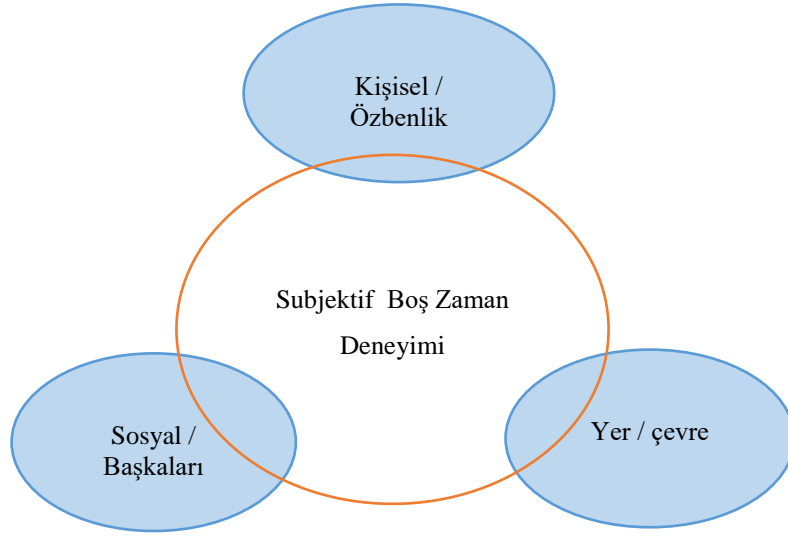 Kişisel /
Özbenlik
Subjektif Boş Zaman
Deneyimi
Sosyal /
Başkaları
Yer / çevre